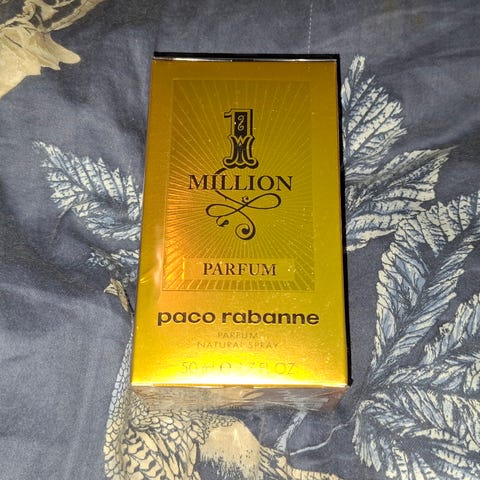 1
MILLION
PARFUM
paco rabanne
PARFUM
NATURAL SPRAY
50 ml ℮ 1.7 FL OZ